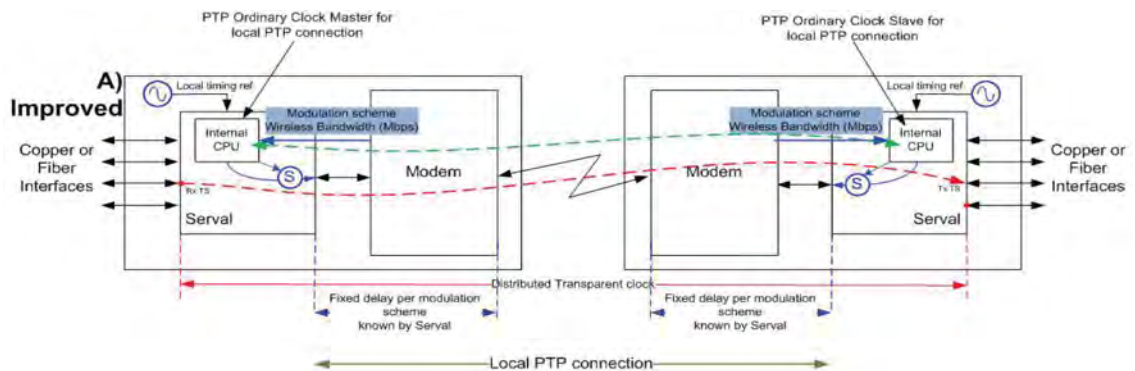 PTP Ordinary Clock Master for
local PTP connection
PTP Ordinary Clock Slave for
local PTP connection
A)
Improved
Local timing ref
Local timing ref
Modulation scheme
Wireless Bandwidth (Mbps)
Modulation scheme
Wireless Bandwidth (Mbps)
Internal
CPU
Internal
CPU
Copper or
Fiber
Interfaces
Copper or
Fiber
Interfaces
Modem
Modem
S
S
Rx TS
Tx TS
Serval
Serval
Distributed Transparent clock
Fixed delay per modulation
scheme
known by Serval
Fixed delay per modulation
scheme
known by Serval
Local PTP connection